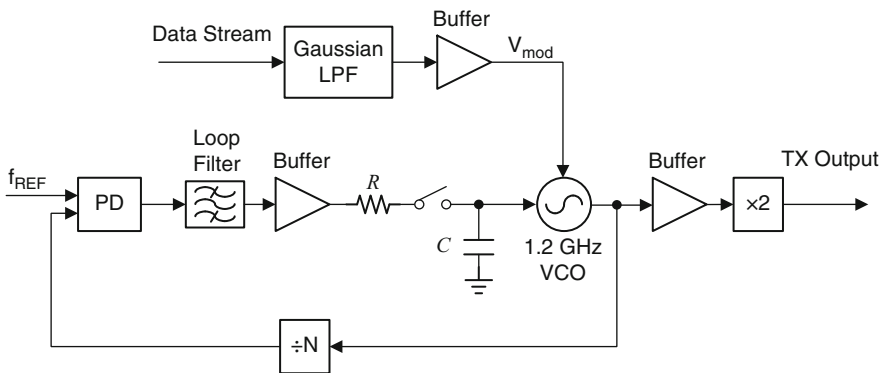 Data Stream
Gaussian
LPF
Buffer
V_mod
f_REF
PD
Loop
Filter
Buffer
R
C
1.2 GHz
VCO
Buffer
×2
TX Output
÷N